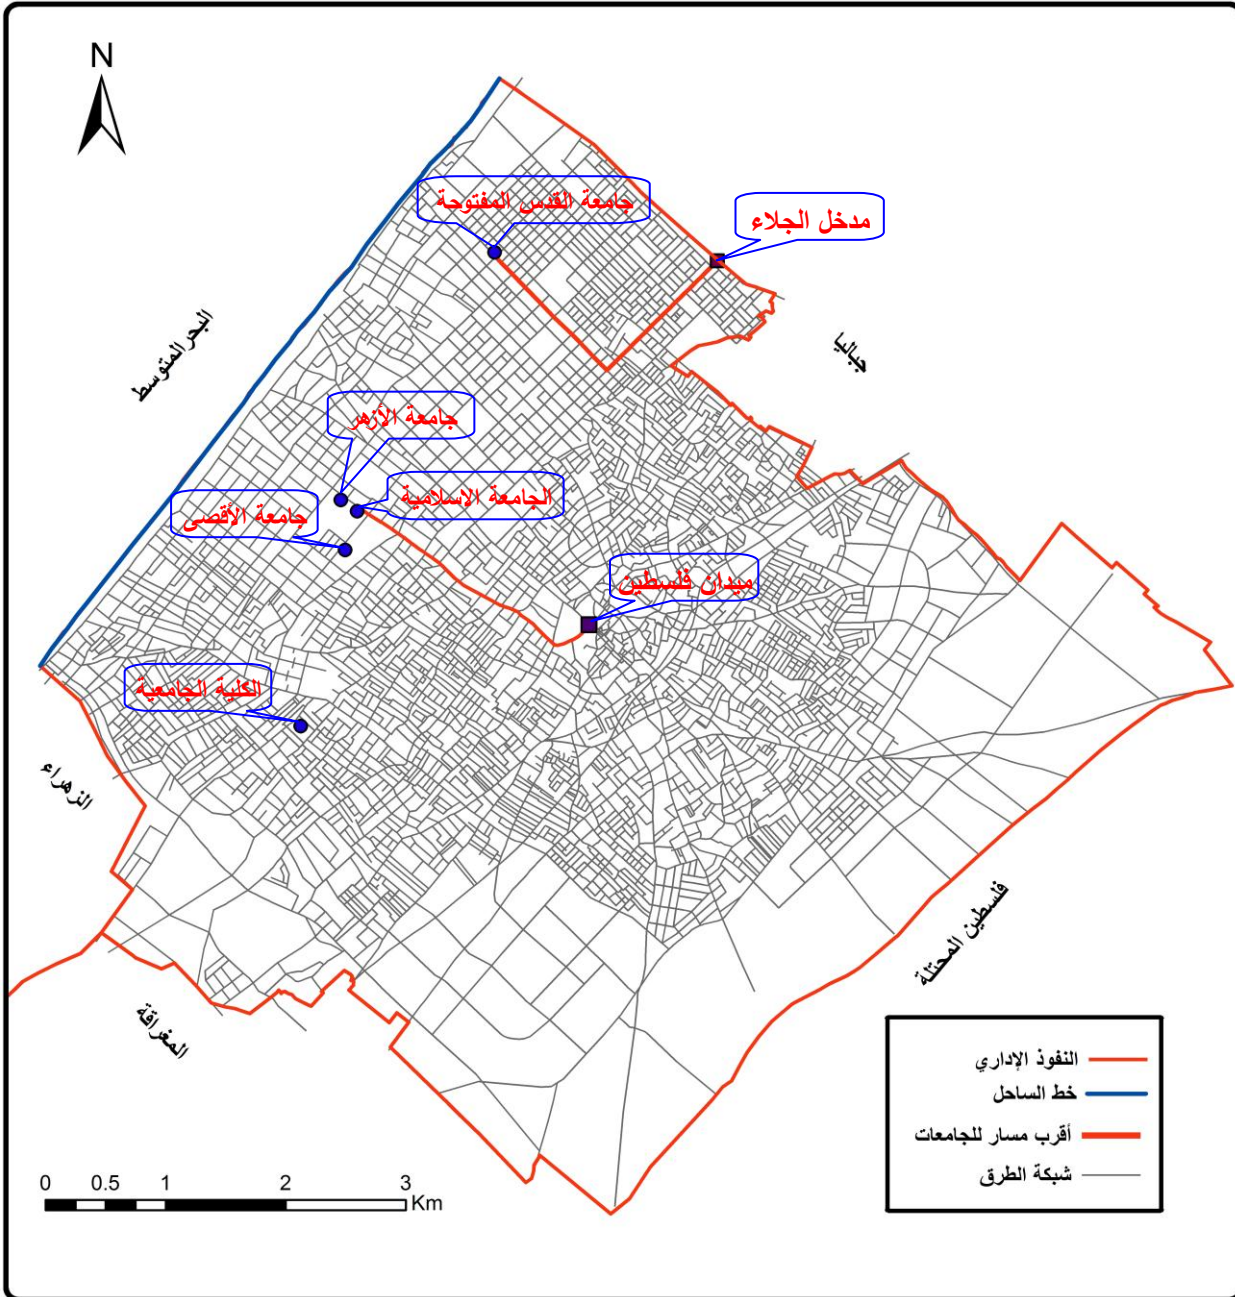 N
جامعة القدس المفتوحة
مدخل الجلاء
البحر المتوسط
جباليا
جامعة الأزهر
الجامعة الإسلامية
جامعة الأقصى
ميدان فلسطين
الكلية الجامعية
الزهراء
فلسطين المحتلة
المغراقة
النفوذ الإداري
خط الساحل
أقرب مسار للجامعات
شبكة الطرق
0 0.5 1 2 3
Km